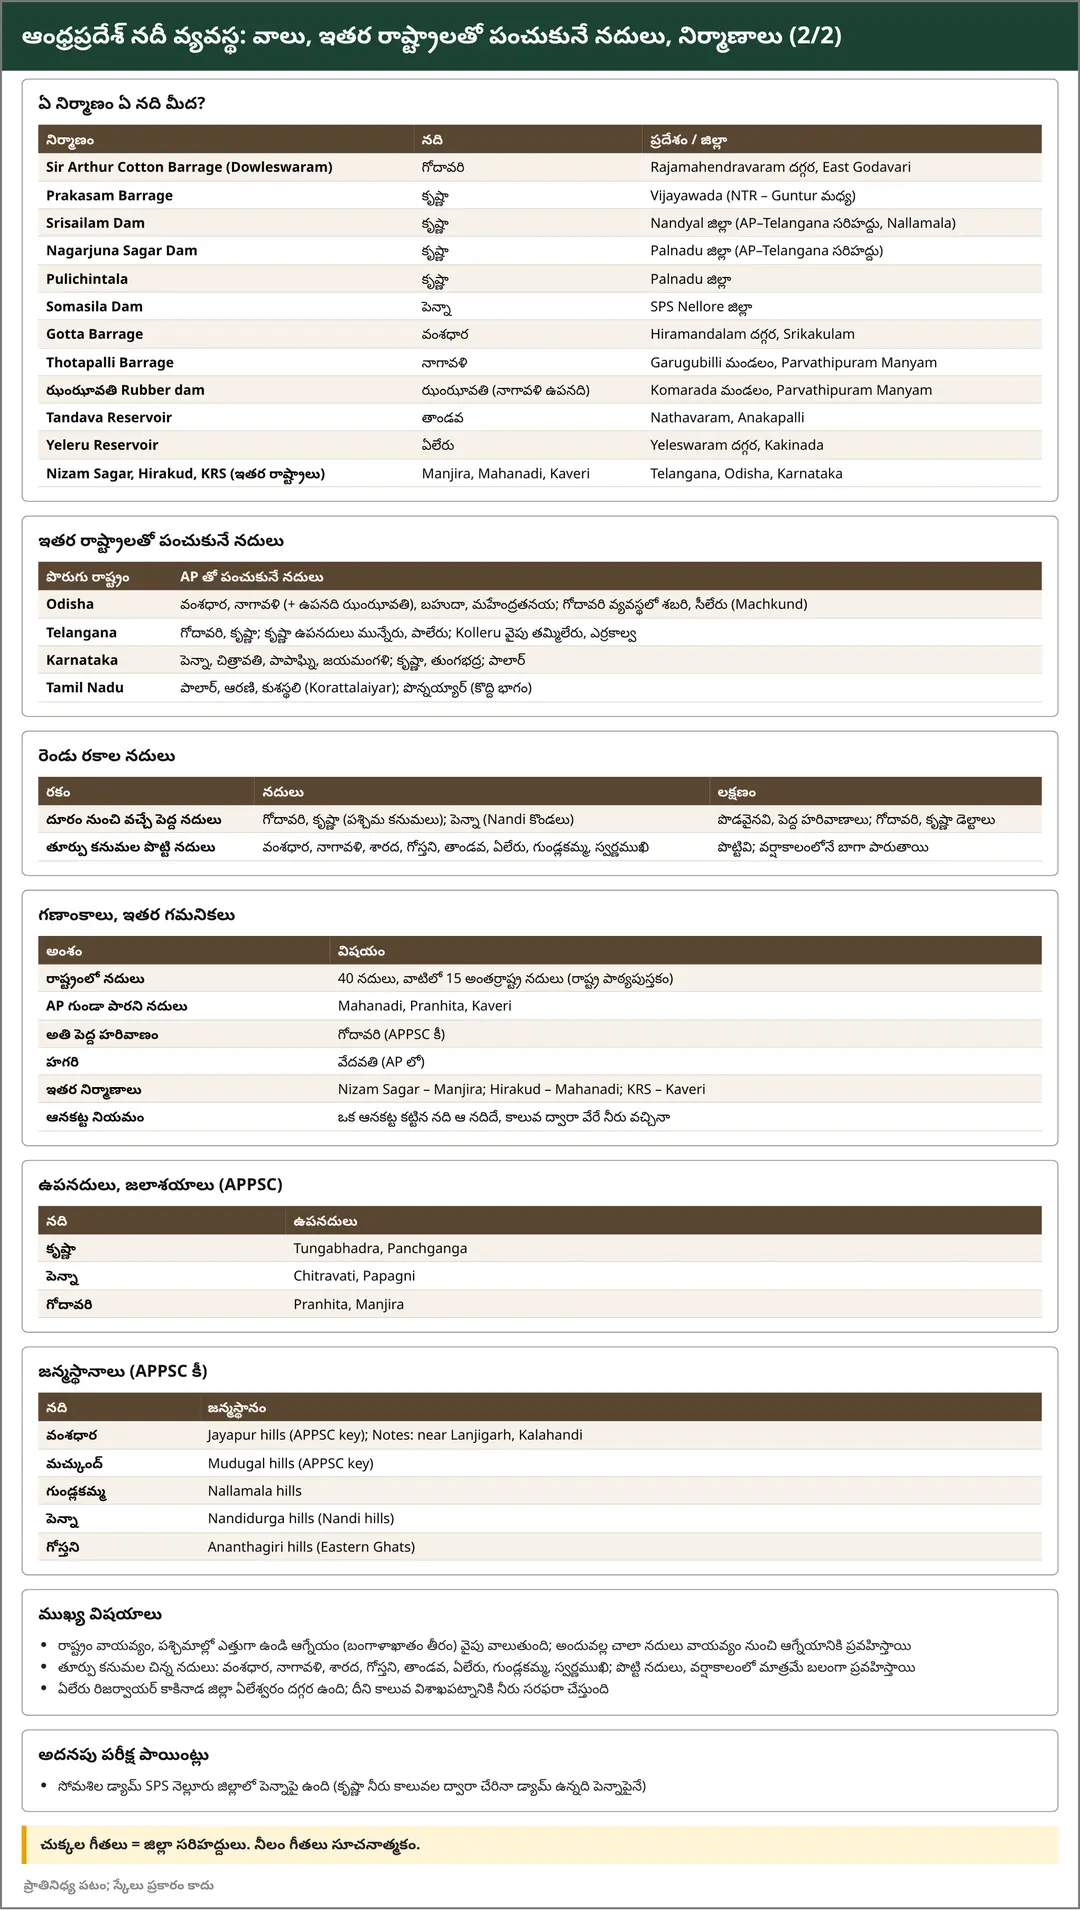 ఆంధ్రప్రదేశ్ నదీ వ్యవస్థ: వాలు, ఇతర రాష్ట్రాలతో పంచుకునే నదులు, నిర్మాణాలు (2/2)
ఏ నిర్మాణం ఏ నది మీద?
నిర్మాణం నది ప్రదేశం / జిల్లా
Sir Arthur Cotton Barrage (Dowleswaram) గోదావరి Rajamahendravaram దగ్గర, East Godavari
Prakasam Barrage కృష్ణా Vijayawada (NTR – Guntur మధ్య)
Srisailam Dam కృష్ణా Nandyal జిల్లా (AP–Telangana సరిహద్దు, Nallamala)
Nagarjuna Sagar Dam కృష్ణా Palnadu జిల్లా (AP–Telangana సరిహద్దు)
Pulichintala కృష్ణా Palnadu జిల్లా
Somasila Dam పెన్నా SPS Nellore జిల్లా
Gotta Barrage వంశధార Hiramandalam దగ్గర, Srikakulam
Thotapalli Barrage నాగావళి Garugubilli మండలం, Parvathipuram Manyam
ఝంఝావతి Rubber dam ఝంఝావతి (నాగావళి ఉపనది) Komarada మండలం, Parvathipuram Manyam
Tandava Reservoir తాండవ Nathavaram, Anakapalli
Yeleru Reservoir ఏలేరు Yeleswaram దగ్గర, Kakinada
Nizam Sagar, Hirakud, KRS (ఇతర రాష్ట్రాలు) Manjira, Mahanadi, Kaveri Telangana, Odisha, Karnataka
ఇతర రాష్ట్రాలతో పంచుకునే నదులు
పొరుగు రాష్ట్రం AP తో పంచుకునే నదులు
Odisha వంశధార, నాగావళి (+ ఉపనది ఝంఝావతి), బహుదా, మహేంద్రతనయ; గోదావరి వ్యవస్థలో శబరి, సీలేరు (Machkund)
Telangana గోదావరి, కృష్ణా; కృష్ణా ఉపనదులు మున్నేరు, పాలేరు; Kolleru వైపు తమ్మిలేరు, ఎర్రకాల్వ
Karnataka పెన్నా, చిత్రావతి, పాపాఘ్ని, జయమంగళి; కృష్ణా, తుంగభద్ర; పాలార్
Tamil Nadu పాలార్, ఆరణి, కుశస్థలి (Korattalaiyar); పొన్నయ్యార్ (కొద్ది భాగం)
రెండు రకాల నదులు
రకం నదులు లక్షణం
దూరం నుంచి వచ్చే పెద్ద నదులు గోదావరి, కృష్ణా (పశ్చిమ కనుమలు); పెన్నా (Nandi కొండలు) పొడవైనవి, పెద్ద హరివాణాలు; గోదావరి, కృష్ణా డెల్టాలు
తూర్పు కనుమల పొట్టి నదులు వంశధార, నాగావళి, శారద, గోస్తని, తాండవ, ఏలేరు, గుండ్లకమ్మ, స్వర్ణముఖి పొట్టివి; వర్షాకాలంలోనే బాగా పారుతాయి
గణాంకాలు, ఇతర గమనికలు
అంశం విషయం
రాష్ట్రంలో నదులు 40 నదులు, వాటిలో 15 అంతర్రాష్ట్ర నదులు (రాష్ట్ర పాఠ్యపుస్తకం)
AP గుండా పారని నదులు Mahanadi, Pranhita, Kaveri
అతి పెద్ద హరివాణం గోదావరి (APPSC కీ)
హగరి వేదవతి (AP లో)
ఇతర నిర్మాణాలు Nizam Sagar – Manjira; Hirakud – Mahanadi; KRS – Kaveri
ఆనకట్ట నియమం ఒక ఆనకట్ట కట్టిన నది ఆ నదిదే, కాలువ ద్వారా వేరే నీరు వచ్చినా
ఉపనదులు, జలాశయాలు (APPSC)
నది ఉపనదులు
కృష్ణా Tungabhadra, Panchganga
పెన్నా Chitravati, Papagni
గోదావరి Pranhita, Manjira
జన్మస్థానాలు (APPSC కీ)
నది జన్మస్థానం
వంశధార Jayapur hills (APPSC key); Notes: near Lanjigarh, Kalahandi
మచ్కుంద్ Mudugal hills (APPSC key)
గుండ్లకమ్మ Nallamala hills
పెన్నా Nandidurga hills (Nandi hills)
గోస్తని Ananthagiri hills (Eastern Ghats)
ముఖ్య విషయాలు
• రాష్ట్రం వాయవ్యం, పశ్చిమాల్లో ఎత్తుగా ఉండి ఆగ్నేయం (బంగాళాఖాతం తీరం) వైపు వాలుతుంది; అందువల్ల చాలా నదులు వాయవ్యం నుంచి ఆగ్నేయానికి ప్రవహిస్తాయి
• తూర్పు కనుమల చిన్న నదులు: వంశధార, నాగావళి, శారద, గోస్తని, తాండవ, ఏలేరు, గుండ్లకమ్మ, స్వర్ణముఖి; పొట్టి నదులు, వర్షాకాలంలో మాత్రమే బలంగా ప్రవహిస్తాయి
• ఏలేరు రిజర్వాయర్ కాకినాడ జిల్లా ఏలేశ్వరం దగ్గర ఉంది; దీని కాలువ విశాఖపట్నానికి నీరు సరఫరా చేస్తుంది
అదనపు పరీక్ష పాయింట్లు
• సోమశిల డ్యామ్ SPS నెల్లూరు జిల్లాలో పెన్నాపై ఉంది (కృష్ణా నీరు కాలువల ద్వారా చేరినా డ్యామ్ ఉన్నది పెన్నాపైనే)
చుక్కల గీతలు = జిల్లా సరిహద్దులు. నీలం గీతలు సూచనాత్మకం.
ప్రాతినిధ్య పటం; స్కేలు ప్రకారం కాదు